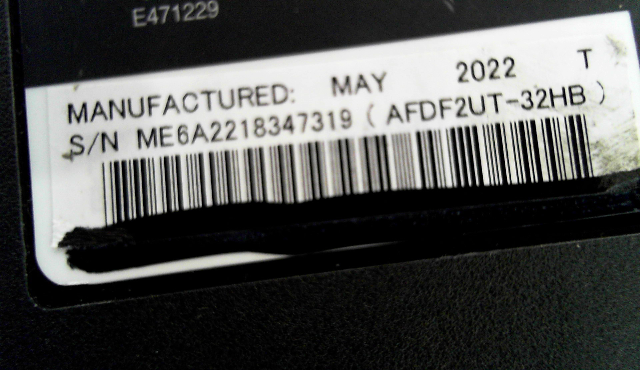 E471229
MANUFACTURED: MAY 2022 T
S/N ME6A2218347319 ( AFDF2UT-32HB )